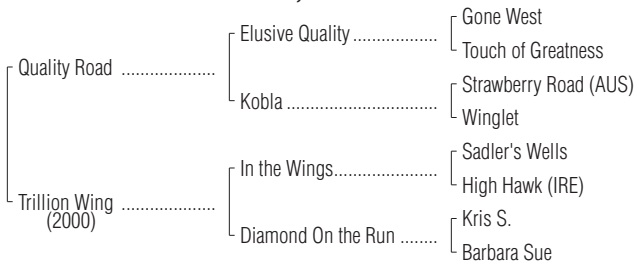 Gone West
Elusive Quality ..................
Touch of Greatness
Quality Road ....................
Strawberry Road (AUS)
Kobla ................................
Winglet
Sadler's Wells
In the Wings......................
High Hawk (IRE)
Trillion Wing ....................
(2000)
Kris S.
Diamond On the Run ........
Barbara Sue